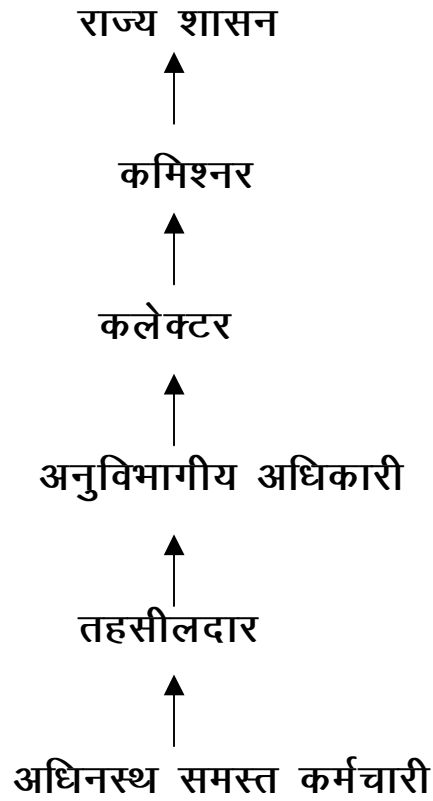 राज्य शासन
कमिश्नर
कलेक्टर
अनुविभागीय अधिकारी
तहसीलदार
अधिनस्थ समस्त कर्मचारी